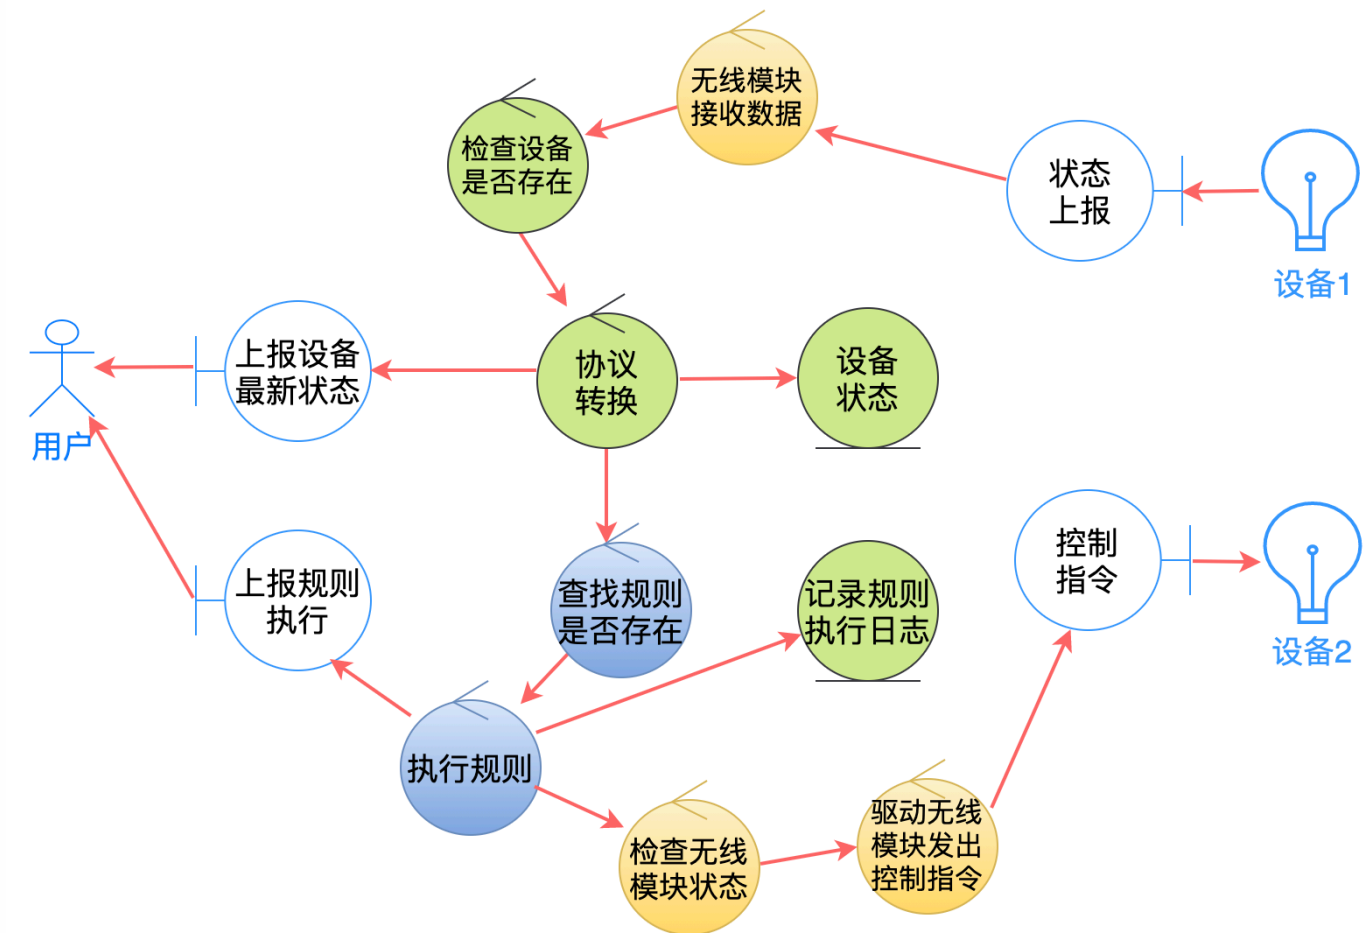 无线模块
接收数据
检查设备
是否存在
状态
上报
设备1
上报设备
最新状态
协议
转换
设备
状态
用户
上报规则
执行
查找规则
是否存在
记录规则
执行日志
控制
指令
设备2
执行规则
检查无线
模块状态
驱动无线
模块发出
控制指令